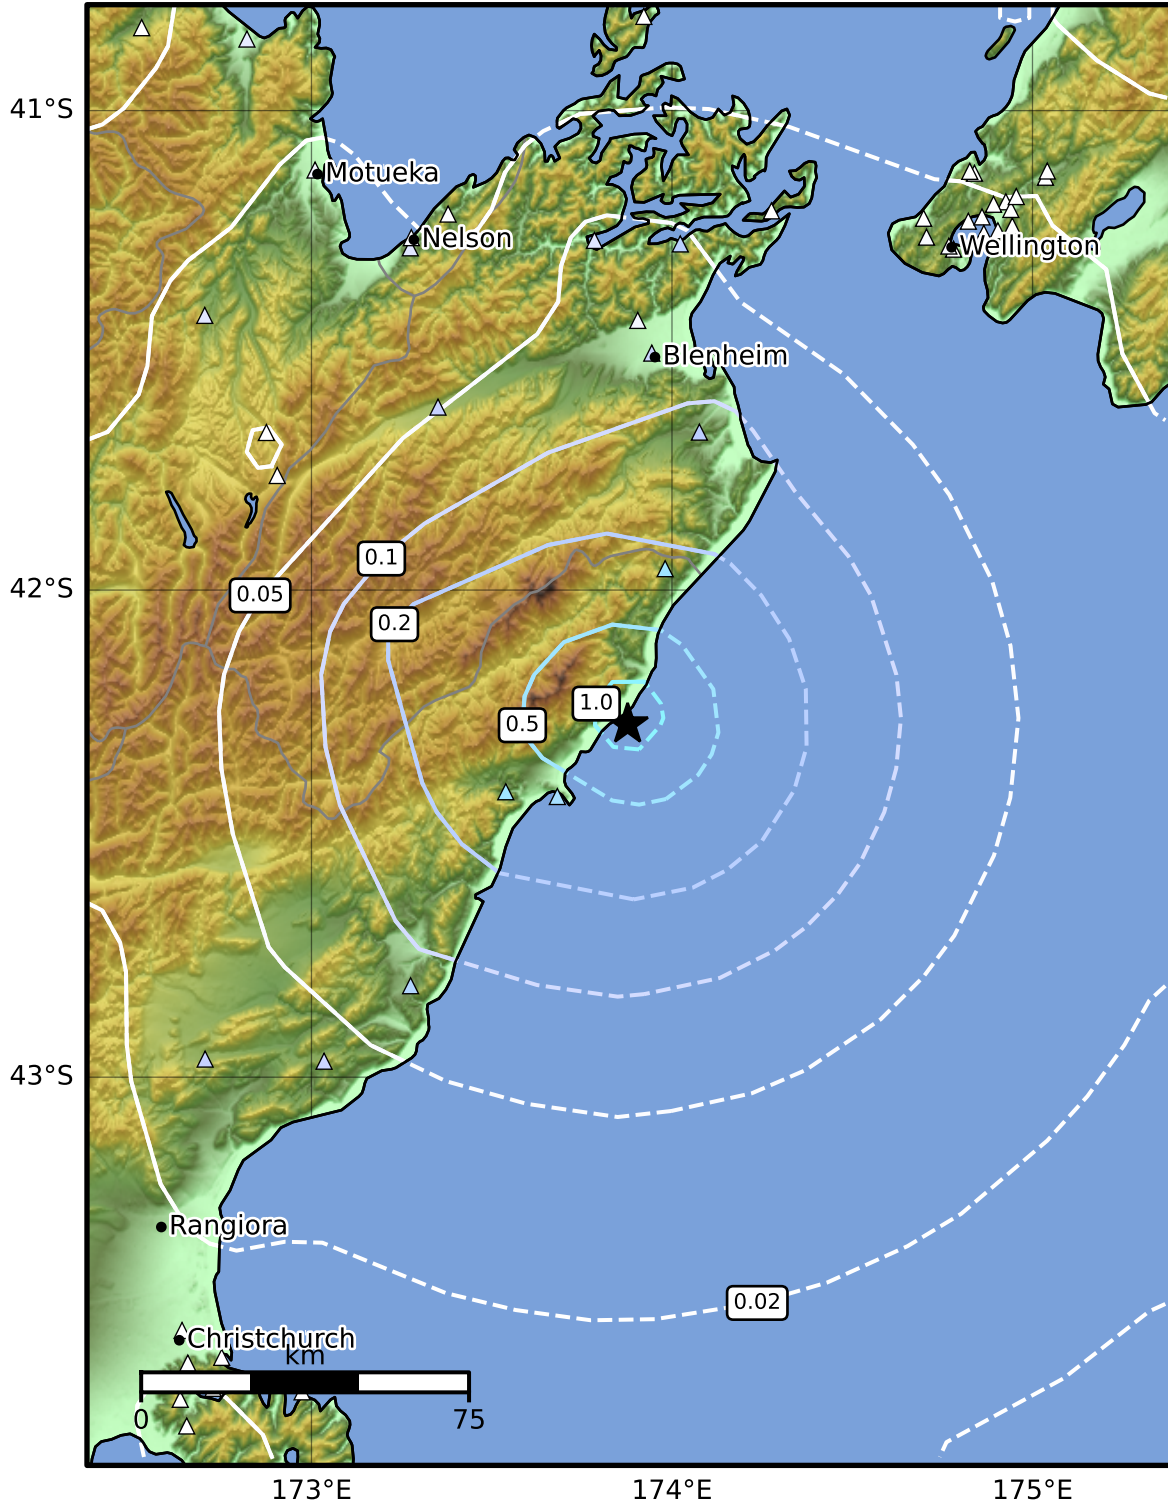 41°S
Motueka
Nelson
Wellington
Blenheim
0.1
42°S
0.05
0.2
1.0
0.5
43°S
Rangiora
0.02
Christchurch
km
0
75
173°E
174°E
175°E